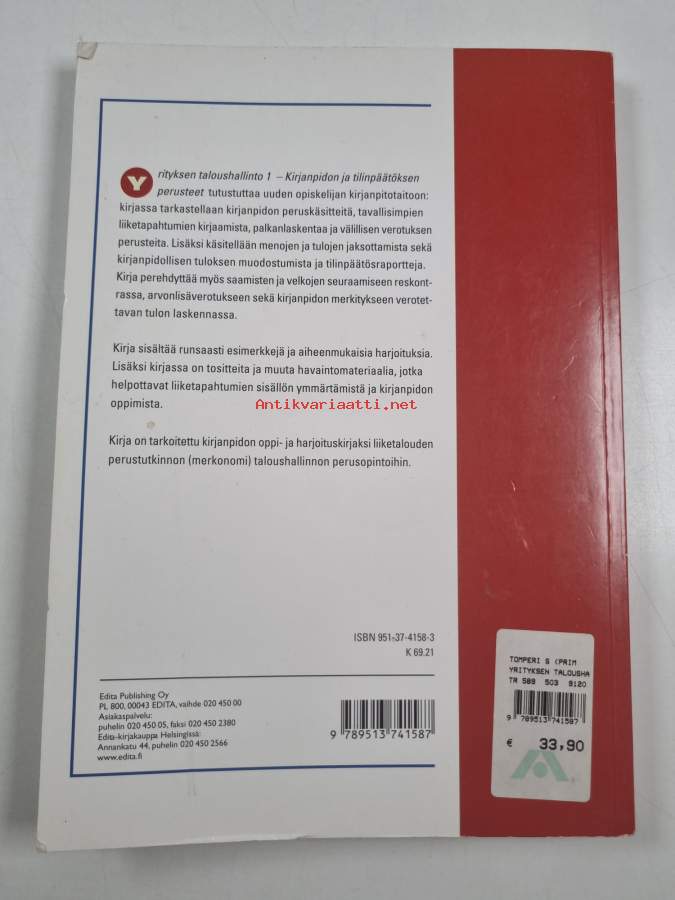 Yrityksen taloushallinto 1 – Kirjanpidon ja tilinpäätöksen
perusteet tutustuttaa uuden opiskelijan kirjanpitotaitoon:
kirjassa tarkastellaan kirjanpidon peruskäsitteitä, tavallisimpien
liiketapahtumien kirjaamista, palkanlaskentaa ja välillisen verotuksen
perusteita. Lisäksi käsitellään menojen ja tulojen jaksottamista sekä
kirjanpidollisen tuloksen muodostumista ja tilinpäätösraportteja.
Kirja perehdyttää myös saamisten ja velkojen seuraamiseen reskont-
rassa, arvonlisäverotukseen sekä kirjanpidon merkitykseen verotet-
tavan tulon laskennassa.
Kirja sisältää runsaasti esimerkkejä ja aiheenmukaisia harjoituksia.
Lisäksi kirjassa on tositteita ja muuta havaintomateriaalia, jotka
helpottavat liiketapahtumien sisällön ymmärtämistä ja kirjanpidon
oppimista.
Antikvariaatti.net
Kirja on tarkoitettu kirjanpidon oppi- ja harjoituskirjaksi liiketalouden
perustutkinnon (merkonomi) taloushallinnon perusopintoihin.
ISBN 951-37-4158-3
K 69.21
Edita Publishing Oy
PL 800, 00043 EDITA, vaihde 020 450 00
Asiakaspalvelu:
puhelin 020 450 05, faksi 020 450 2380
Edita-kirjakauppa Helsingissä:
Annankatu 44, puhelin 020 450 2566
www.edita.fi
9 789513 741587
TOMPERI S (PRIM
YRITYKSEN TALOUSHA
TR 589 503 9120
9 789513 741587
€ 33,90